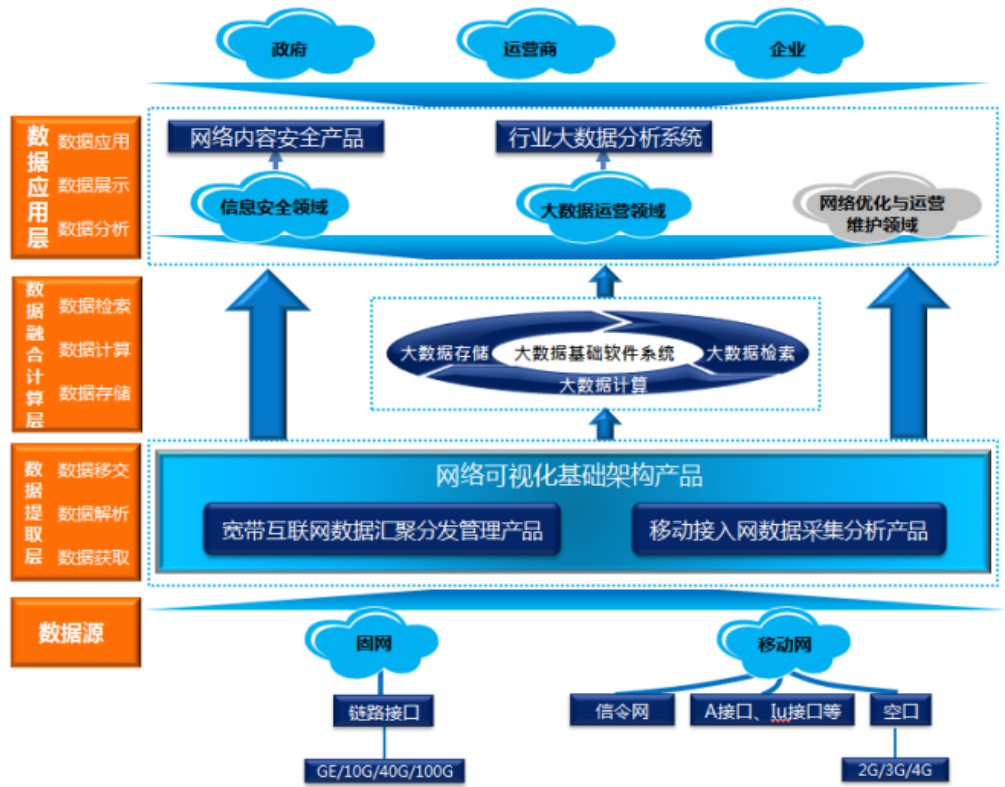 政府
运营商
企业
数据应用层
数据应用
数据展示
数据分析
网络内容安全产品
行业大数据分析系统
信息安全领域
大数据运营领域
网络优化与运营
维护领域
数据融合计算层
数据检索
数据计算
数据存储
大数据存储
大数据基础软件系统
大数据检索
大数据计算
数据提取层
数据移交
数据解析
数据获取
网络可视化基础架构产品
宽带互联网数据汇聚分发管理产品
移动接入网数据采集分析产品
数据源
固网
移动网
链路接口
信令网
A接口、Iu接口等
空口
GE/10G/40G/100G
2G/3G/4G